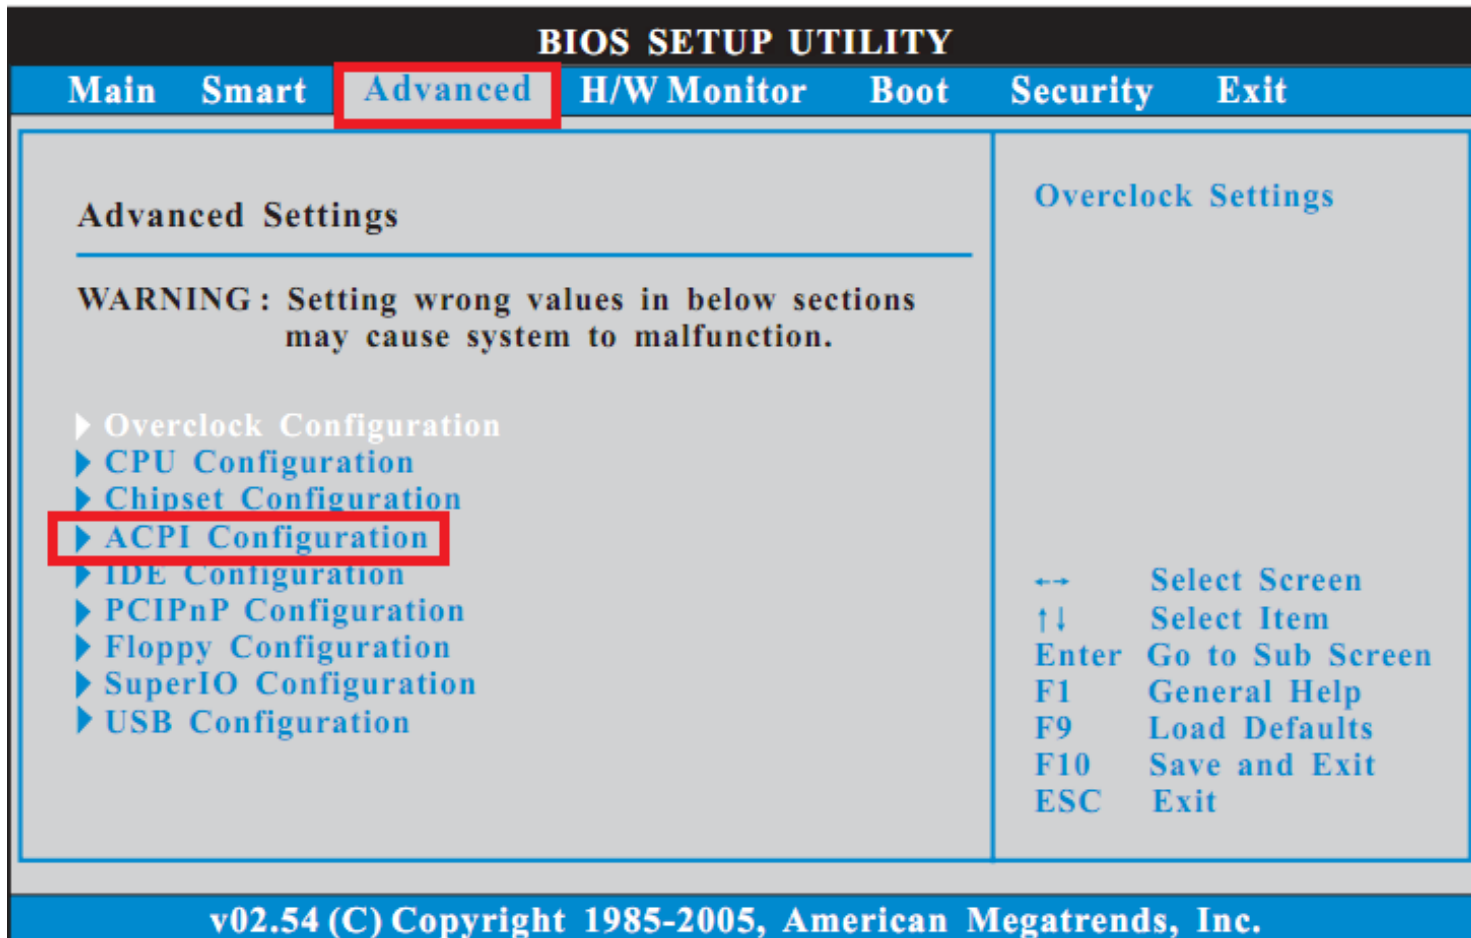 BIOS SETUP UTILITY
Main Smart Advanced H/W Monitor Boot Security Exit
Advanced Settings
WARNING : Setting wrong values in below sections
may cause system to malfunction.
Overclock Configuration
CPU Configuration
Chipset Configuration
ACPI Configuration
IDE Configuration
PCIPnP Configuration
Floppy Configuration
SuperIO Configuration
USB Configuration
Overclock Settings
←→ Select Screen
↑↓ Select Item
Enter Go to Sub Screen
F1 General Help
F9 Load Defaults
F10 Save and Exit
ESC Exit
v02.54 (C) Copyright 1985-2005, American Megatrends, Inc.